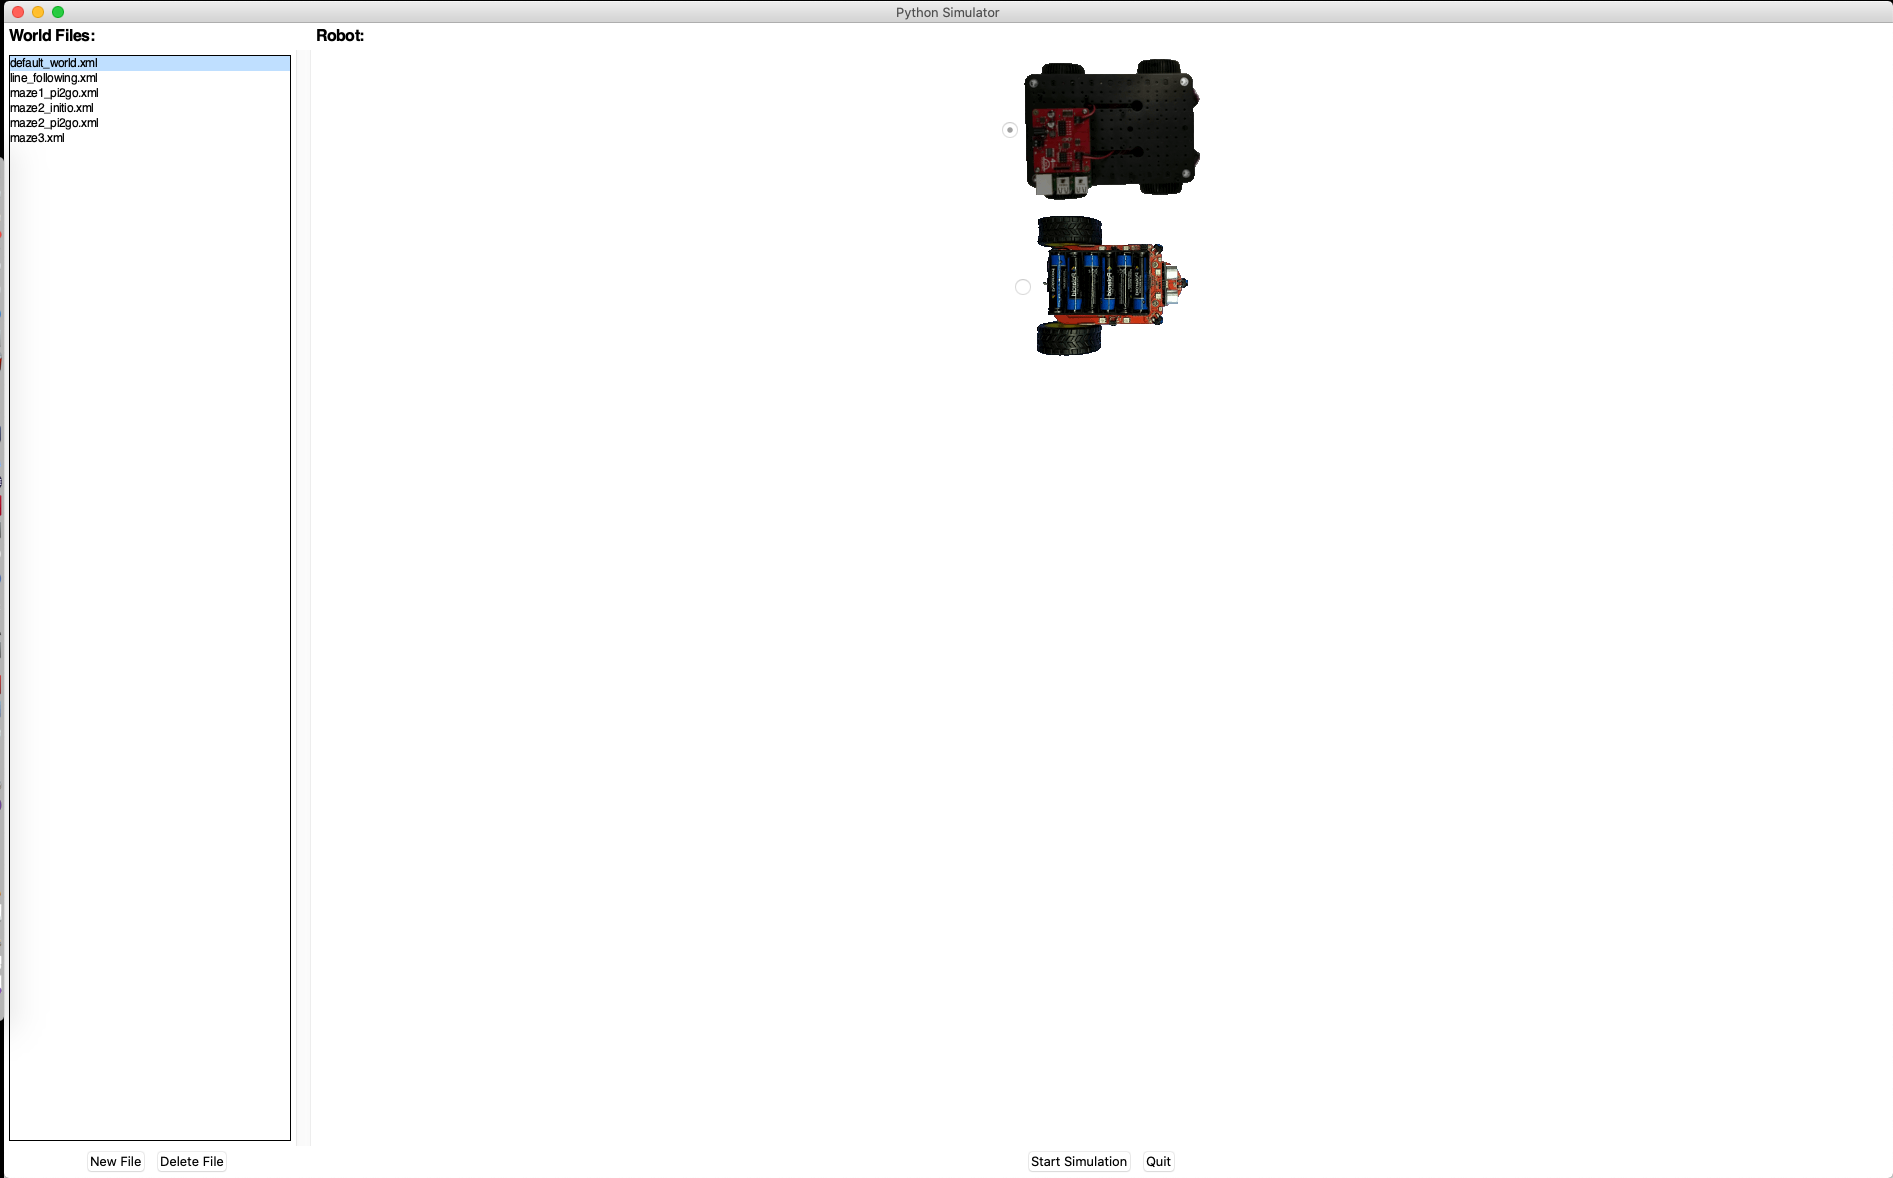 Python Simulator
World Files:
Robot:
default_world.xml
line_following.xml
maze1_pi2go.xml
maze2_initio.xml
maze2_pi2go.xml
maze3.xml
New File
Delete File
Start Simulation
Quit